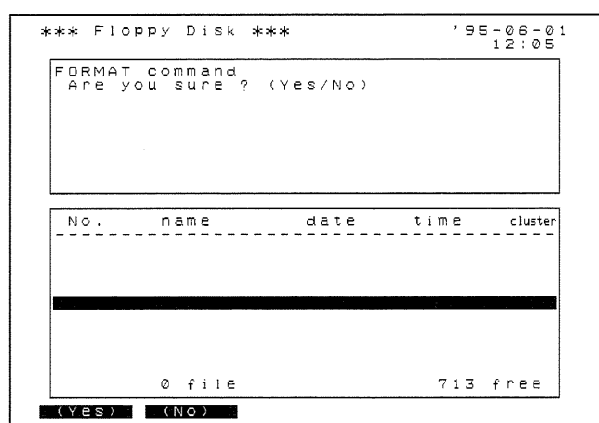 *** Floppy Disk *** '95-06-01
12:05
FORMAT command
Are you sure ? (Yes/No)
No. name date time cluster
0 file 713 free
(Yes) (No)